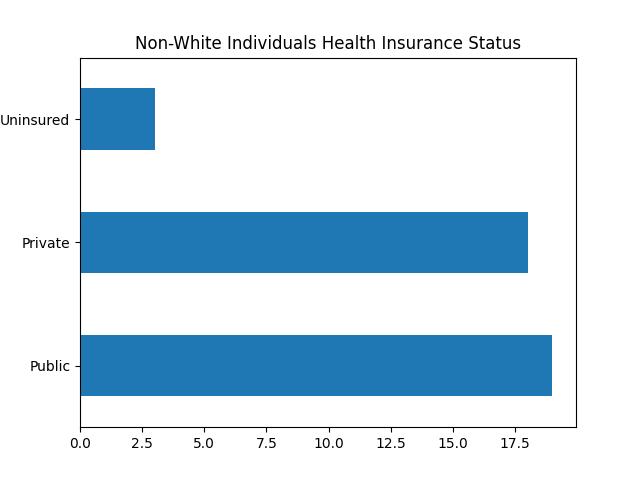 Non-White Individuals Health Insurance Status
Uninsured
Private
Public
0.0 2.5 5.0 7.5 10.0 12.5 15.0 17.5